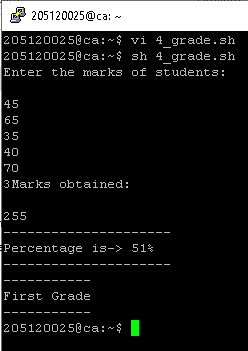 205120025@ca: ~
205120025@ca:~$ vi 4_grade.sh
205120025@ca:~$ sh 4_grade.sh
Enter the marks of students:
45
65
35
40
70
3Marks obtained:
255
----------------------
Percentage is-> 51%
----------------------
-----------
First Grade
-----------
205120025@ca:~$